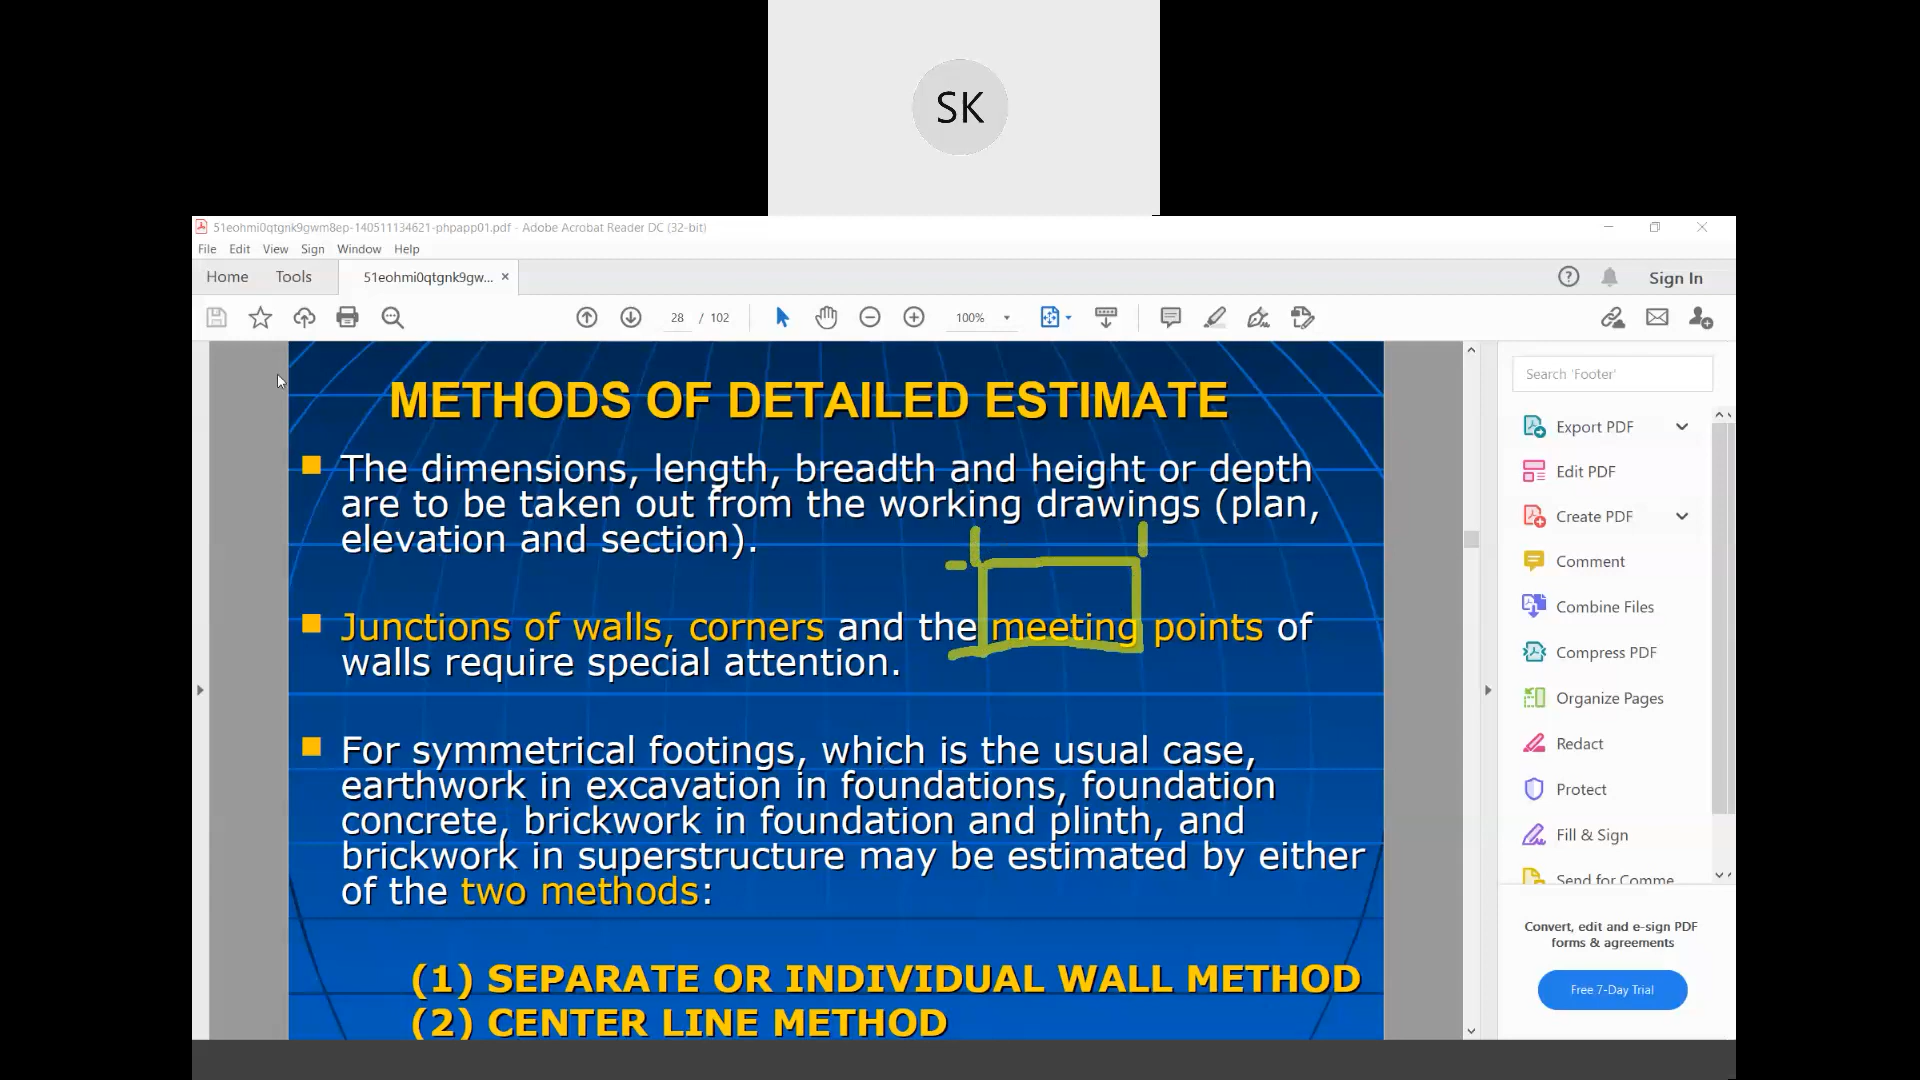 SK
51eohmi0qtgnk9gwm8ep-140511134621-phpapp01.pdf - Adobe Acrobat Reader DC (32-bit)
File Edit View Sign Window Help
Home Tools 51eohmi0qtgnk9gw... × Sign In
28 / 102 100%
METHODS OF DETAILED ESTIMATE
The dimensions, length, breadth and height or depth
are to be taken out from the working drawings (plan,
elevation and section).
Junctions of walls, corners and the meeting points of
walls require special attention.
For symmetrical footings, which is the usual case,
earthwork in excavation in foundations, foundation
concrete, brickwork in foundation and plinth, and
brickwork in superstructure may be estimated by either
of the two methods:
(1) SEPARATE OR INDIVIDUAL WALL METHOD
(2) CENTER LINE METHOD
Search 'Footer'
Export PDF
Edit PDF
Create PDF
Comment
Combine Files
Compress PDF
Organize Pages
Redact
Protect
Fill & Sign
Send for Comme
Convert, edit and e-sign PDF
forms & agreements
Free 7-Day Trial